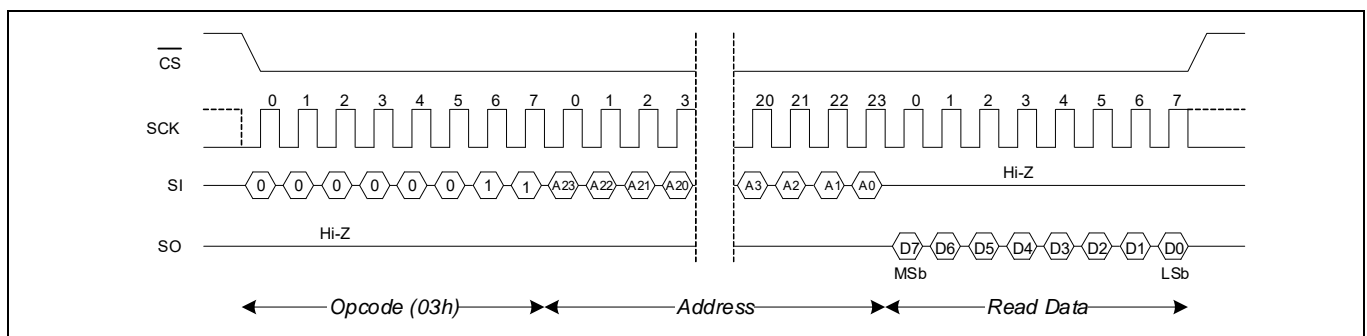 CS
0 1 2 3 4 5 6 7 0 1 2 3 20 21 22 23 0 1 2 3 4 5 6 7
SCK
Hi-Z
SI 0 0 0 0 0 0 1 1 A23 A22 A21 A20 A3 A2 A1 A0
Hi-Z
SO D7 D6 D5 D4 D3 D2 D1 D0
MSb LSb
Opcode (03h) Address Read Data